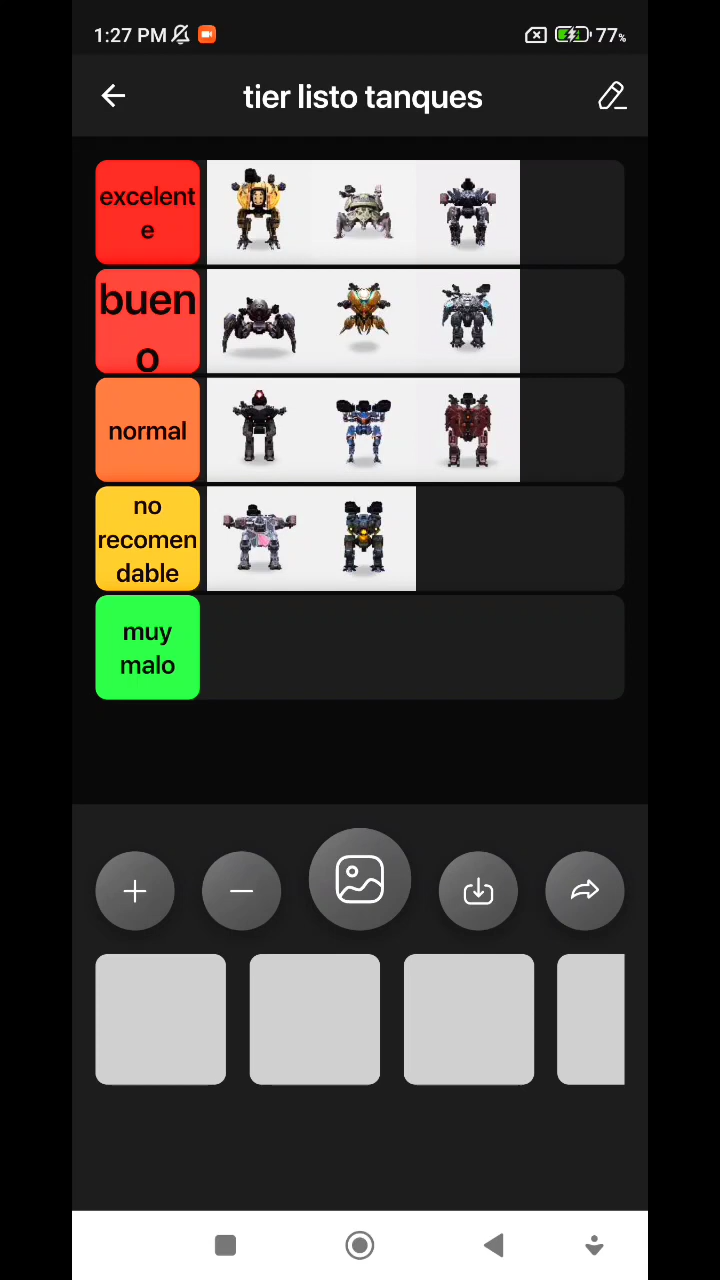 1:27 PM
77%
tier listo tanques
excelent
e
buen
o
normal
no
recomen
dable
muy
malo